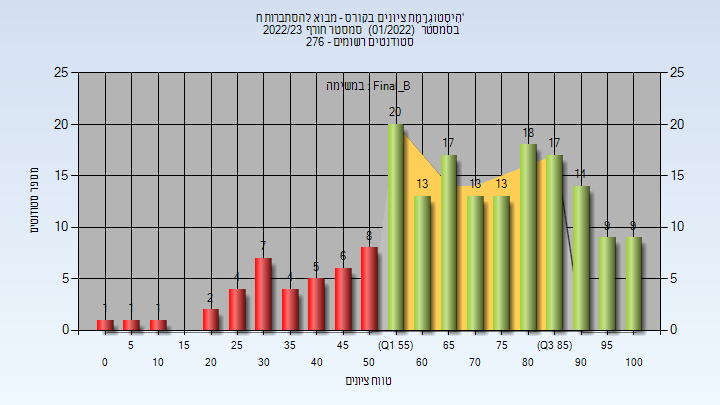 היסטוגרמת ציונים בקורס - מבוא להסתברות ח'
בסמסטר (01/2022) סמסטר חורף 2022/23
סטודנטים רשומים - 276
במשימה : Final_B
מספר סטודנטים
25 20 15 10 5 0
1 1 1 2 4 7 4 5 6 8 20 13 17 13 13 18 17 14 9 9
25 20 15 10 5 0
5 15 25 35 45 (Q1 55) 65 75 (Q3 85) 95
0 10 20 30 40 50 60 70 80 90 100
טווח ציונים